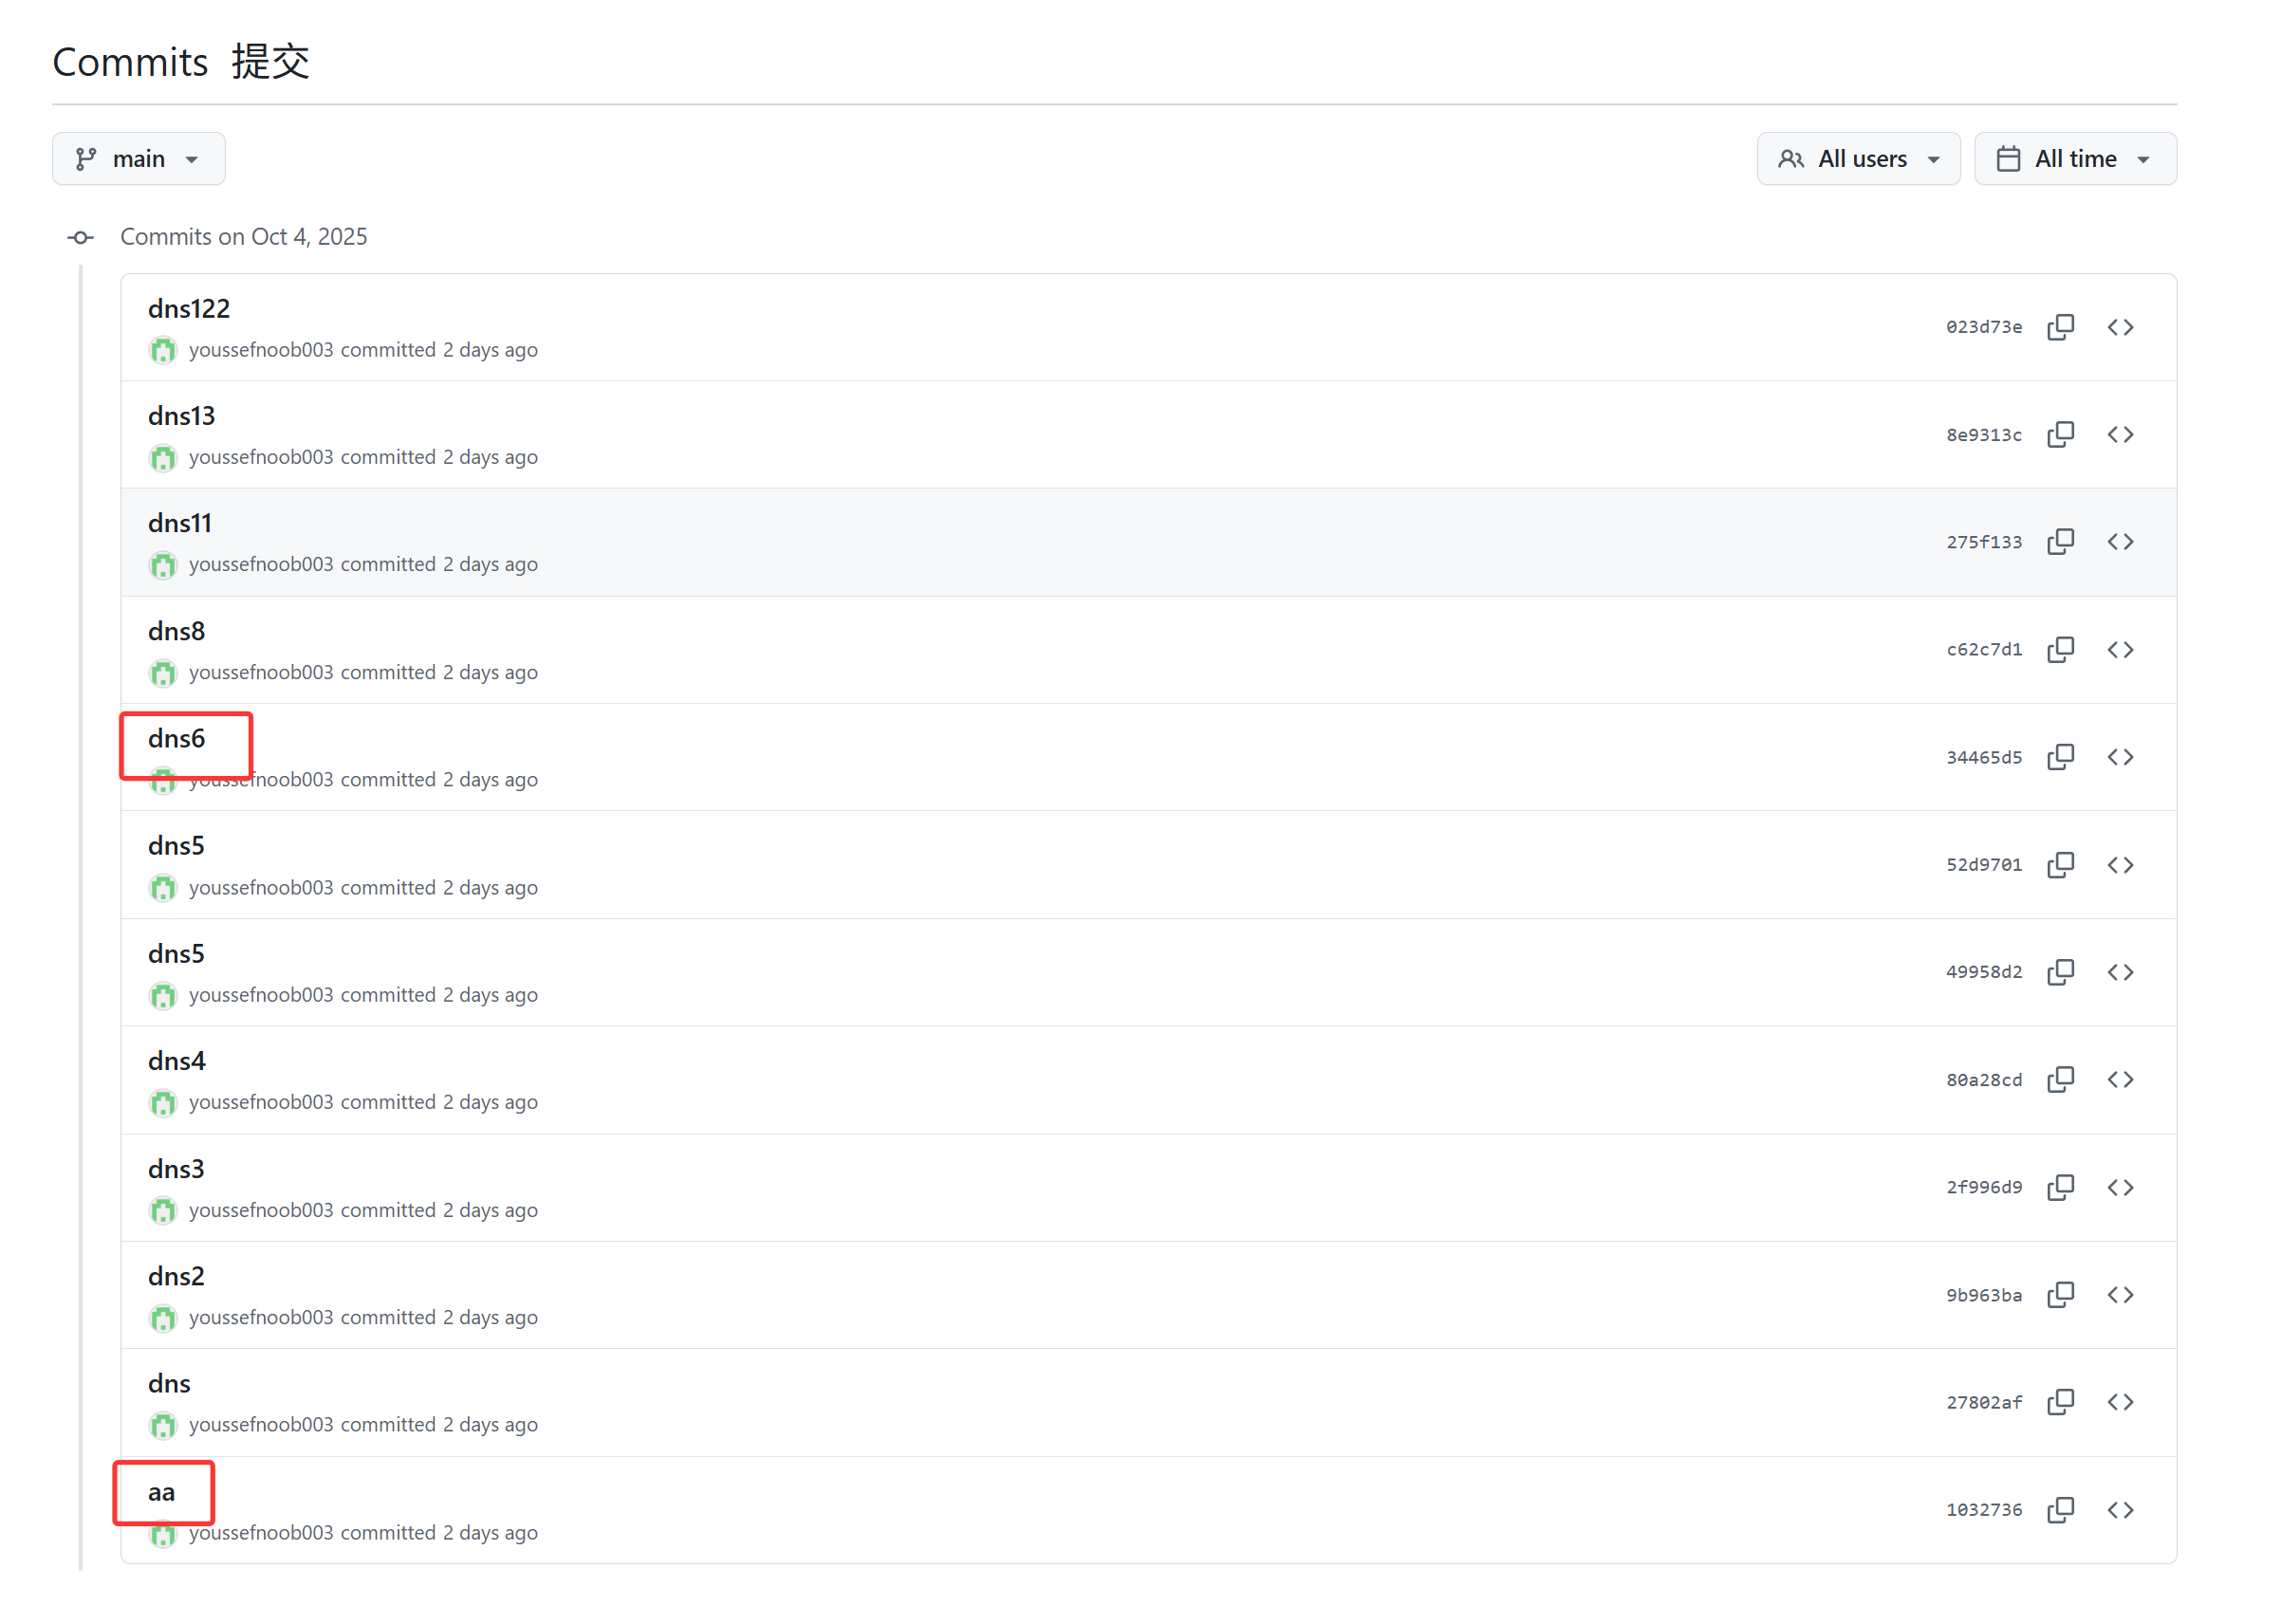 Commits 提交
main
All users
All time
Commits on Oct 4, 2025
dns122
023d73e
youssefnoob003 committed 2 days ago
dns13
8e9313c
youssefnoob003 committed 2 days ago
dns11
275f133
youssefnoob003 committed 2 days ago
dns8
c62c7d1
youssefnoob003 committed 2 days ago
dns6
34465d5
youssefnoob003 committed 2 days ago
dns5
52d9701
youssefnoob003 committed 2 days ago
dns5
49958d2
youssefnoob003 committed 2 days ago
dns4
80a28cd
youssefnoob003 committed 2 days ago
dns3
2f996d9
youssefnoob003 committed 2 days ago
dns2
9b963ba
youssefnoob003 committed 2 days ago
dns
27802af
youssefnoob003 committed 2 days ago
aa
1032736
youssefnoob003 committed 2 days ago